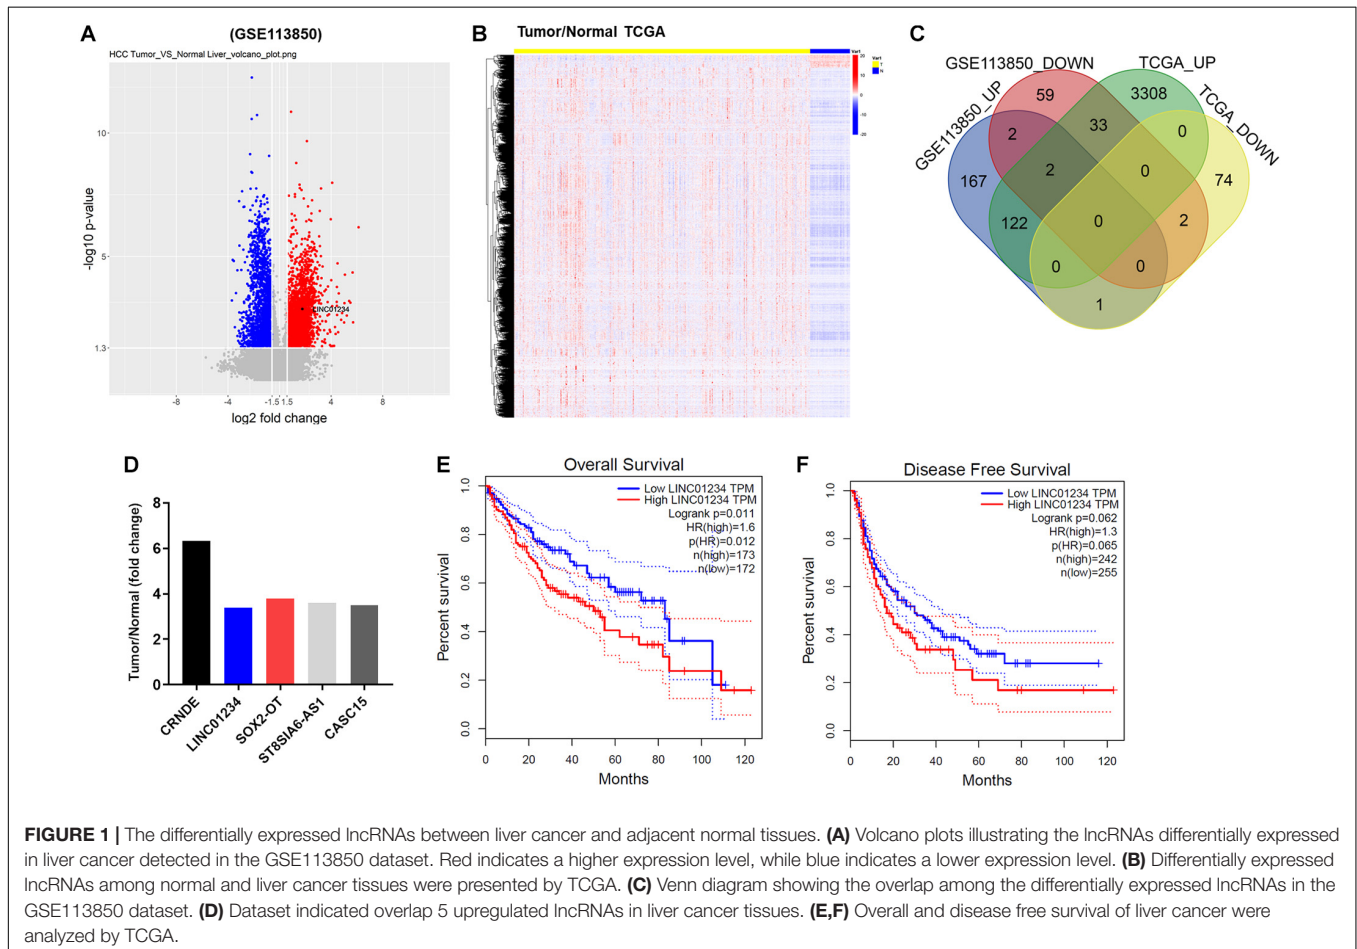 A
(GSE113850)
HCC Tumor_VS_Normal Liver_volcano_plot.png
-log10 p-value
10
5
1.3
LINC01234
-8
-4
-1.5
1.5
4
8
log2 fold change
B
Tumor/Normal TCGA
Var1
20
10
0
-10
-20
Var1
T
N
C
GSE113850_UP
GSE113850_DOWN
TCGA_UP
TCGA_DOWN
59
3308
2
33
0
167
2
0
74
122
0
2
0
0
1
D
Tumor/Normal (fold change)
8
6
4
2
0
CRNDE
LINC01234
SOX2-OT
ST8SIA6-AS1
CASC15
E
Overall Survival
Low LINC01234 TPM
High LINC01234 TPM
Logrank p=0.011
HR(high)=1.6
p(HR)=0.012
n(high)=173
n(low)=172
Percent survival
1.0
0.8
0.6
0.4
0.2
0.0
0 20 40 60 80 100 120
Months
F
Disease Free Survival
Low LINC01234 TPM
High LINC01234 TPM
Logrank p=0.062
HR(high)=1.3
p(HR)=0.065
n(high)=242
n(low)=255
Percent survival
1.0
0.8
0.6
0.4
0.2
0.0
0 20 40 60 80 100 120
Months
FIGURE 1 | The differentially expressed lncRNAs between liver cancer and adjacent normal tissues. (A) Volcano plots illustrating the lncRNAs differentially expressed
in liver cancer detected in the GSE113850 dataset. Red indicates a higher expression level, while blue indicates a lower expression level. (B) Differentially expressed
lncRNAs among normal and liver cancer tissues were presented by TCGA. (C) Venn diagram showing the overlap among the differentially expressed lncRNAs in the
GSE113850 dataset. (D) Dataset indicated overlap 5 upregulated lncRNAs in liver cancer tissues. (E,F) Overall and disease free survival of liver cancer were
analyzed by TCGA.